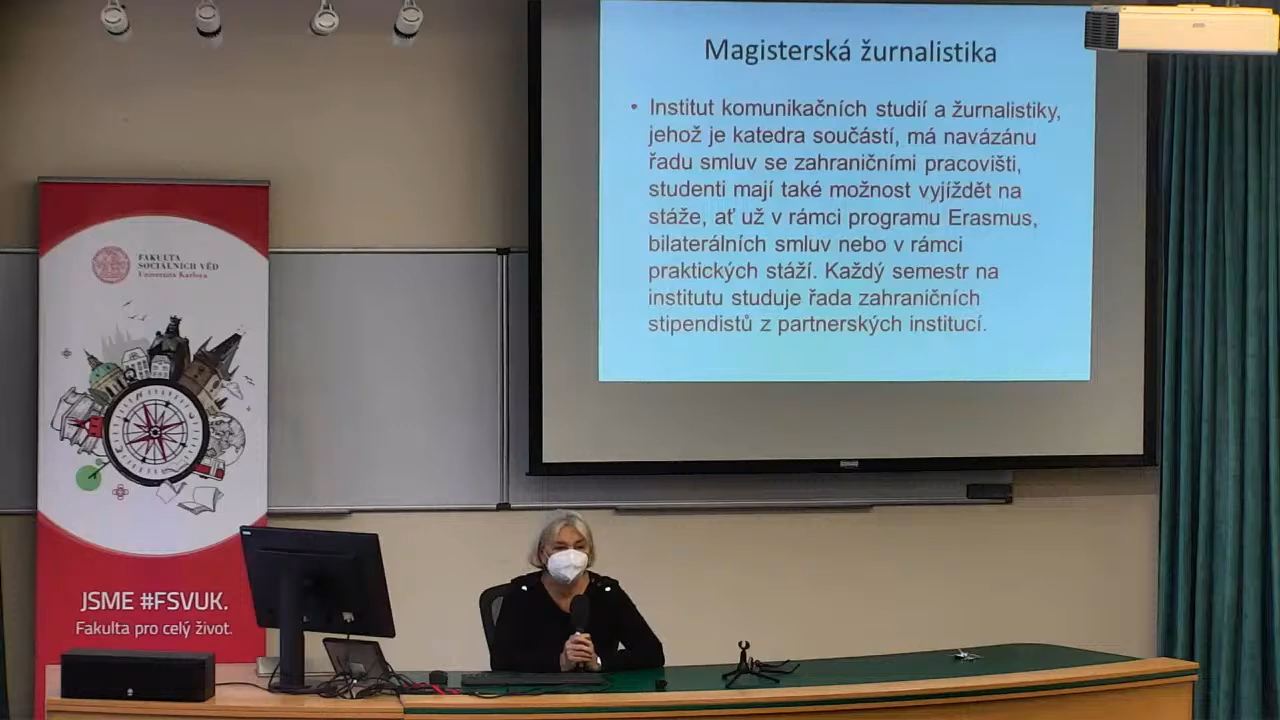 Magisterská žurnalistika
• Institut komunikačních studií a žurnalistiky,
jehož je katedra součástí, má navázánu
řadu smluv se zahraničními pracovišti,
studenti mají také možnost vyjíždět na
stáže, ať už v rámci programu Erasmus,
bilaterálních smluv nebo v rámci
praktických stáží. Každý semestr na
institutu studuje řada zahraničních
stipendistů z partnerských institucí.
FAKULTA
SOCIÁLNÍCH VĚD
Univerzita Karlova
JSME #FSVUK.
Fakulta pro celý život.